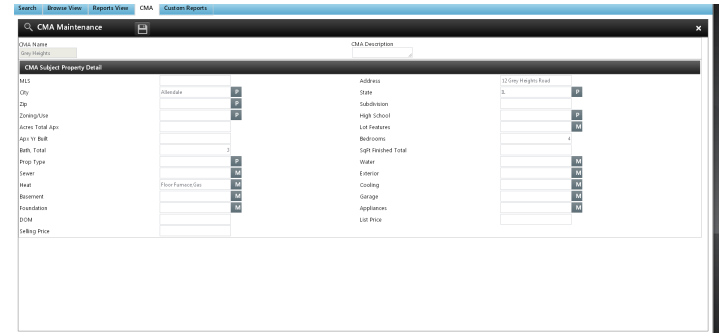 Search Browse View Reports View CMA Custom Reports
CMA Maintenance
CMA Name CMA Description
Grey Heights
CMA Subject Property Detail
MLS Address 12 Grey Heights Road
City Allendale P State IL P
Zip P Subdivision
Zoning/Use P High School P
Acres Total Apx Lot Features M
Apx Yr Built Bedrooms 4
Bath, Total 2 SqFt Finished Total
Prop Type P Water M
Sewer M Exterior M
Heat Floor Furnace,Gas M Cooling M
Basement M Garage M
Foundation M Appliances M
DOM List Price
Selling Price